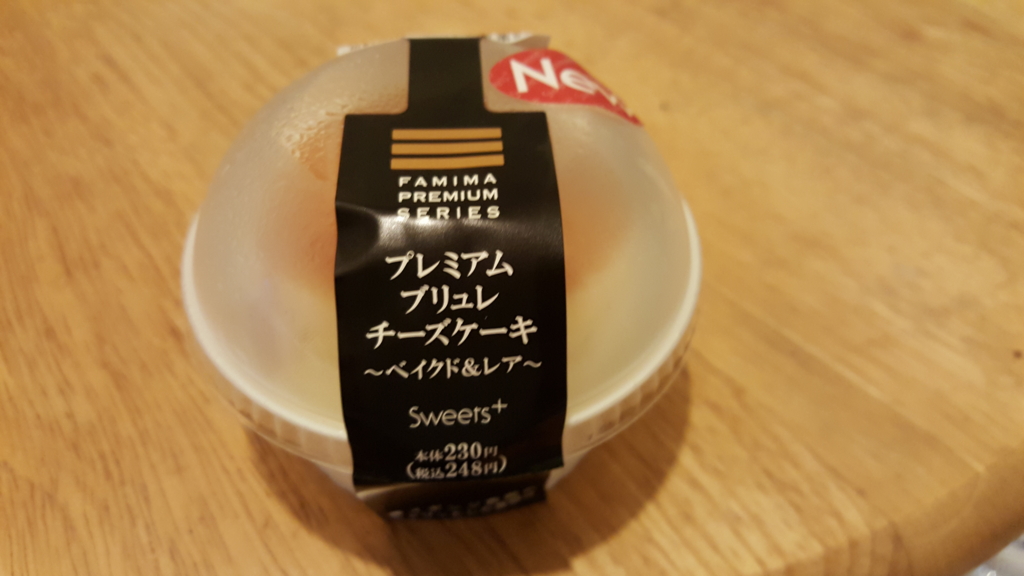 New
FAMIMA
PREMIUM
SERIES
プレミアム
ブリュレ
チーズケーキ
~ベイクド&レア~
Sweets+
本体230円
(税込248円)